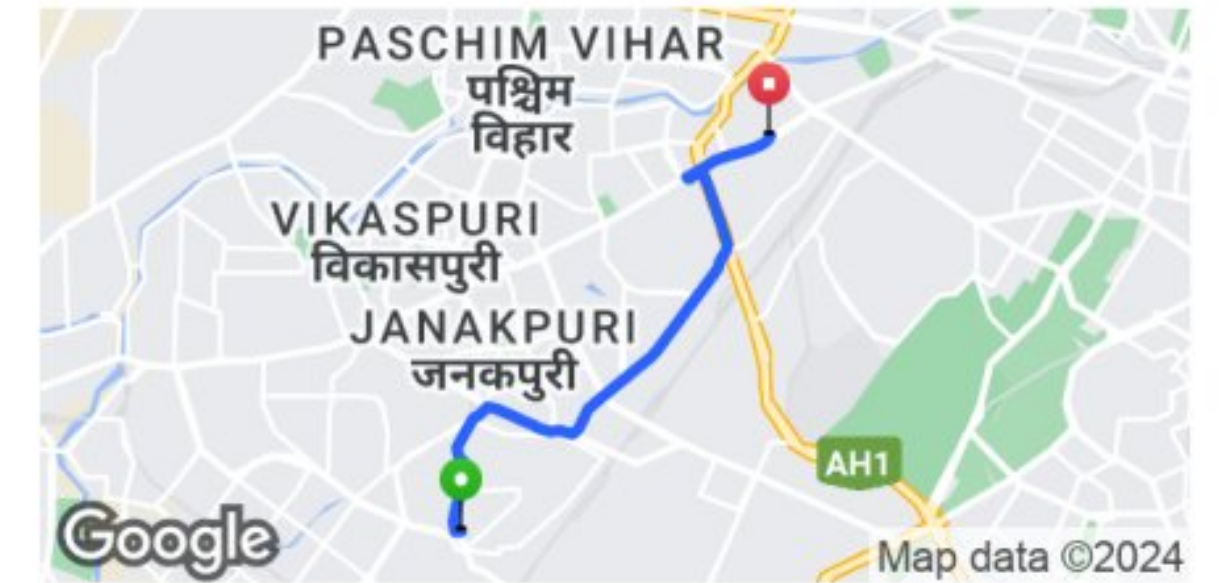 PASCHIM VIHAR
पश्चिम
विहार
VIKASPURI
विकासपुरी
JANAKPURI
जनकपुरी
AH1
Google
Map data ©2024